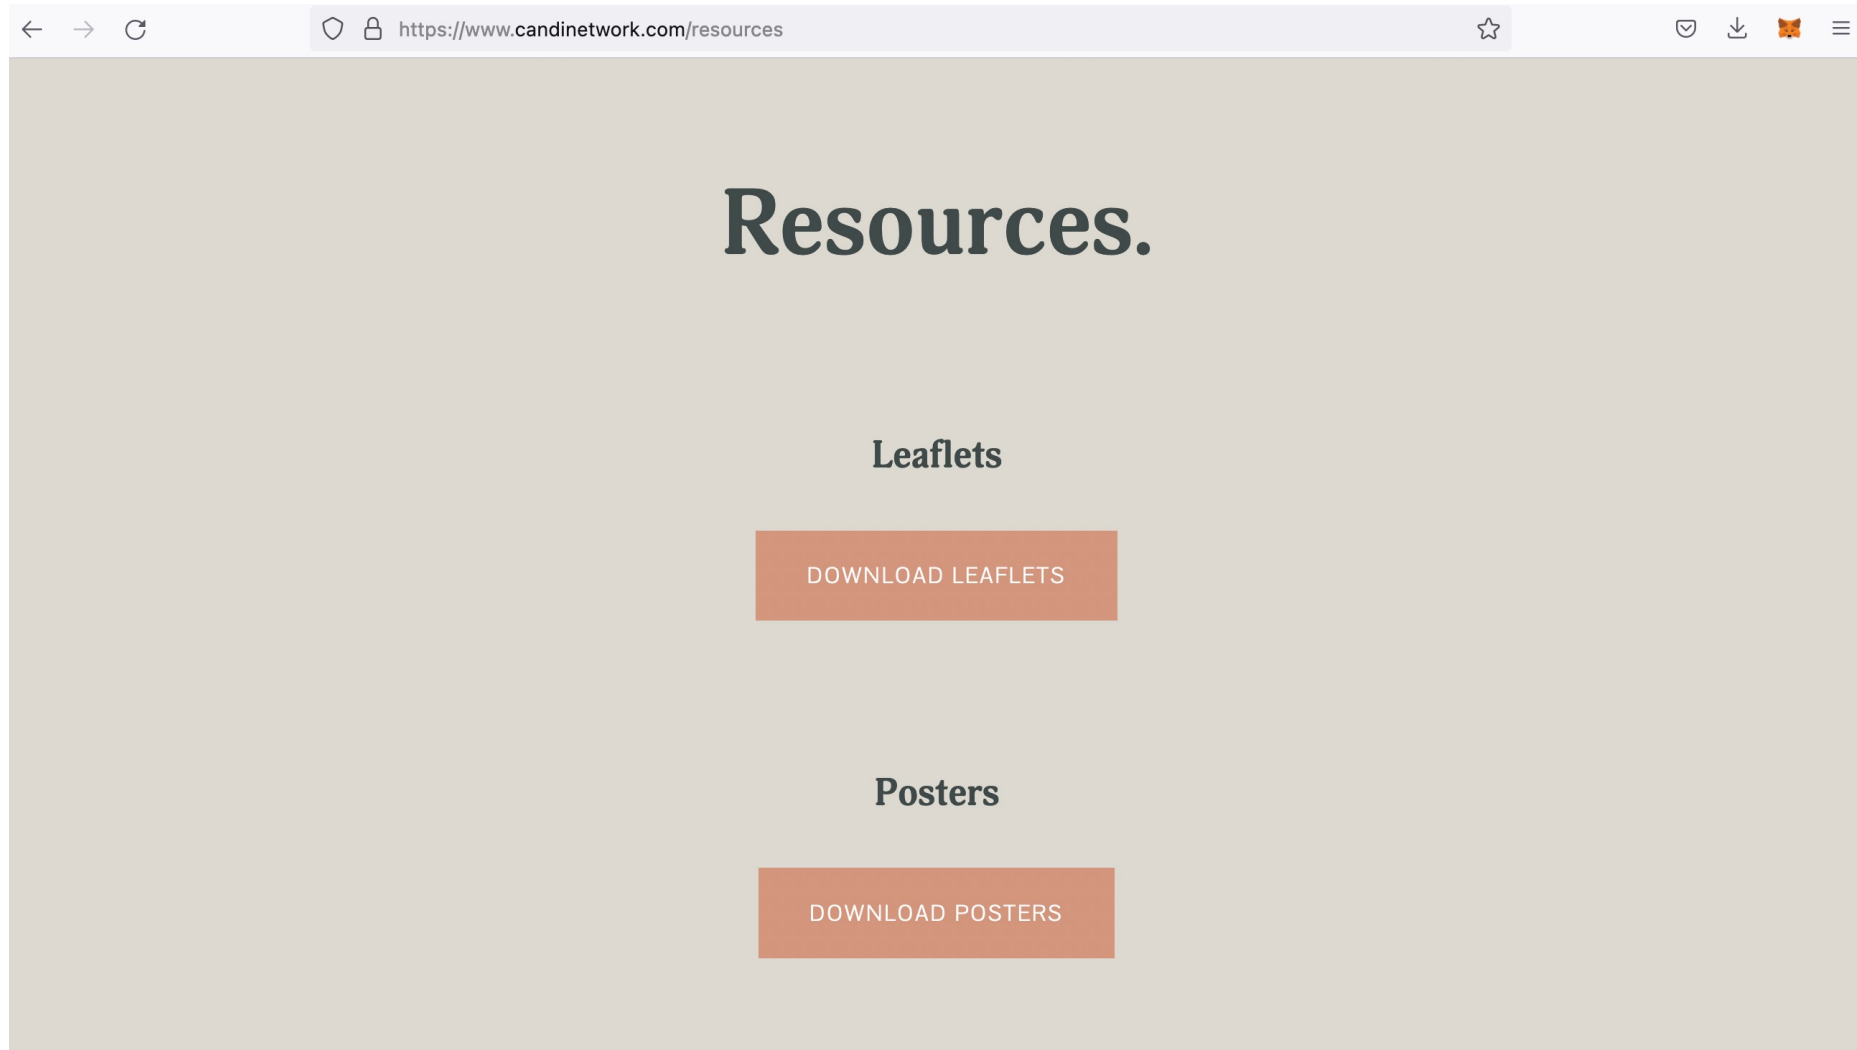 https://www.candinetwork.com/resources
Resources.
Leaflets
DOWNLOAD LEAFLETS
Posters
DOWNLOAD POSTERS